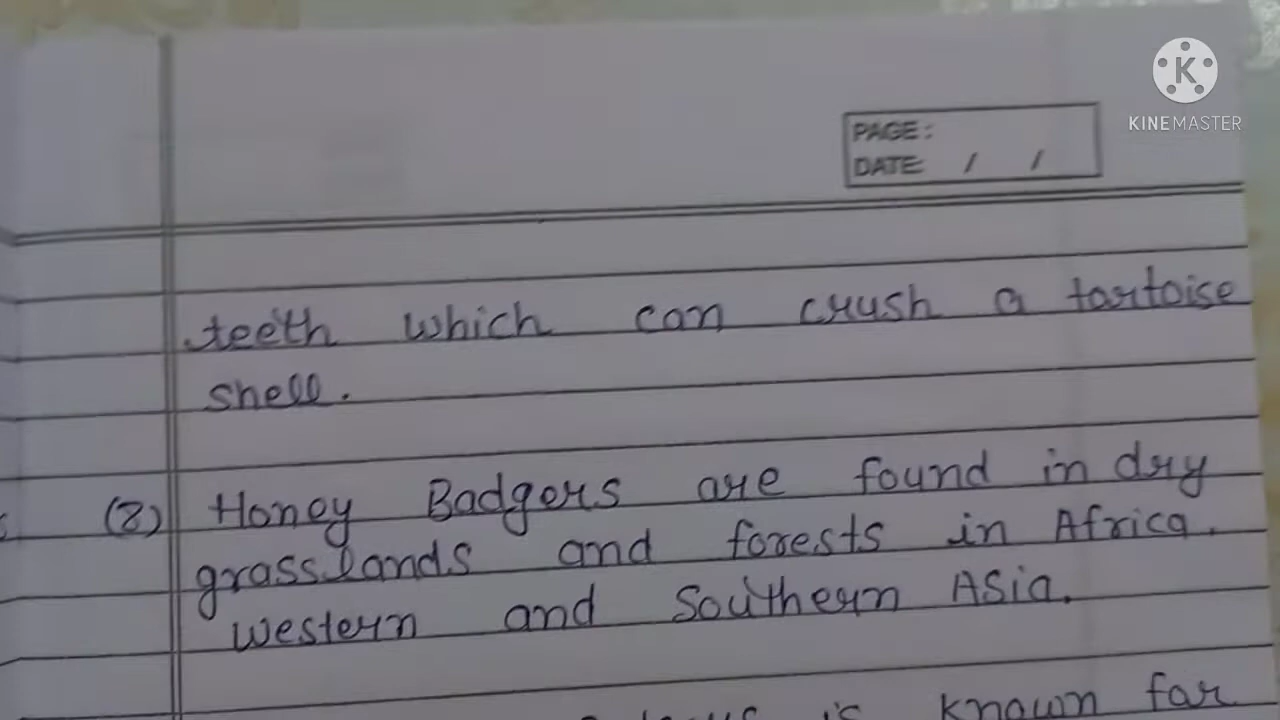 K
KINEMASTER
PAGE:
DATE: / /
teeth which can crush a tortoise
shell.
(8) Honey Badgers are found in dry
grasslands and forests in Africa.
western and Southern Asia.
is known for